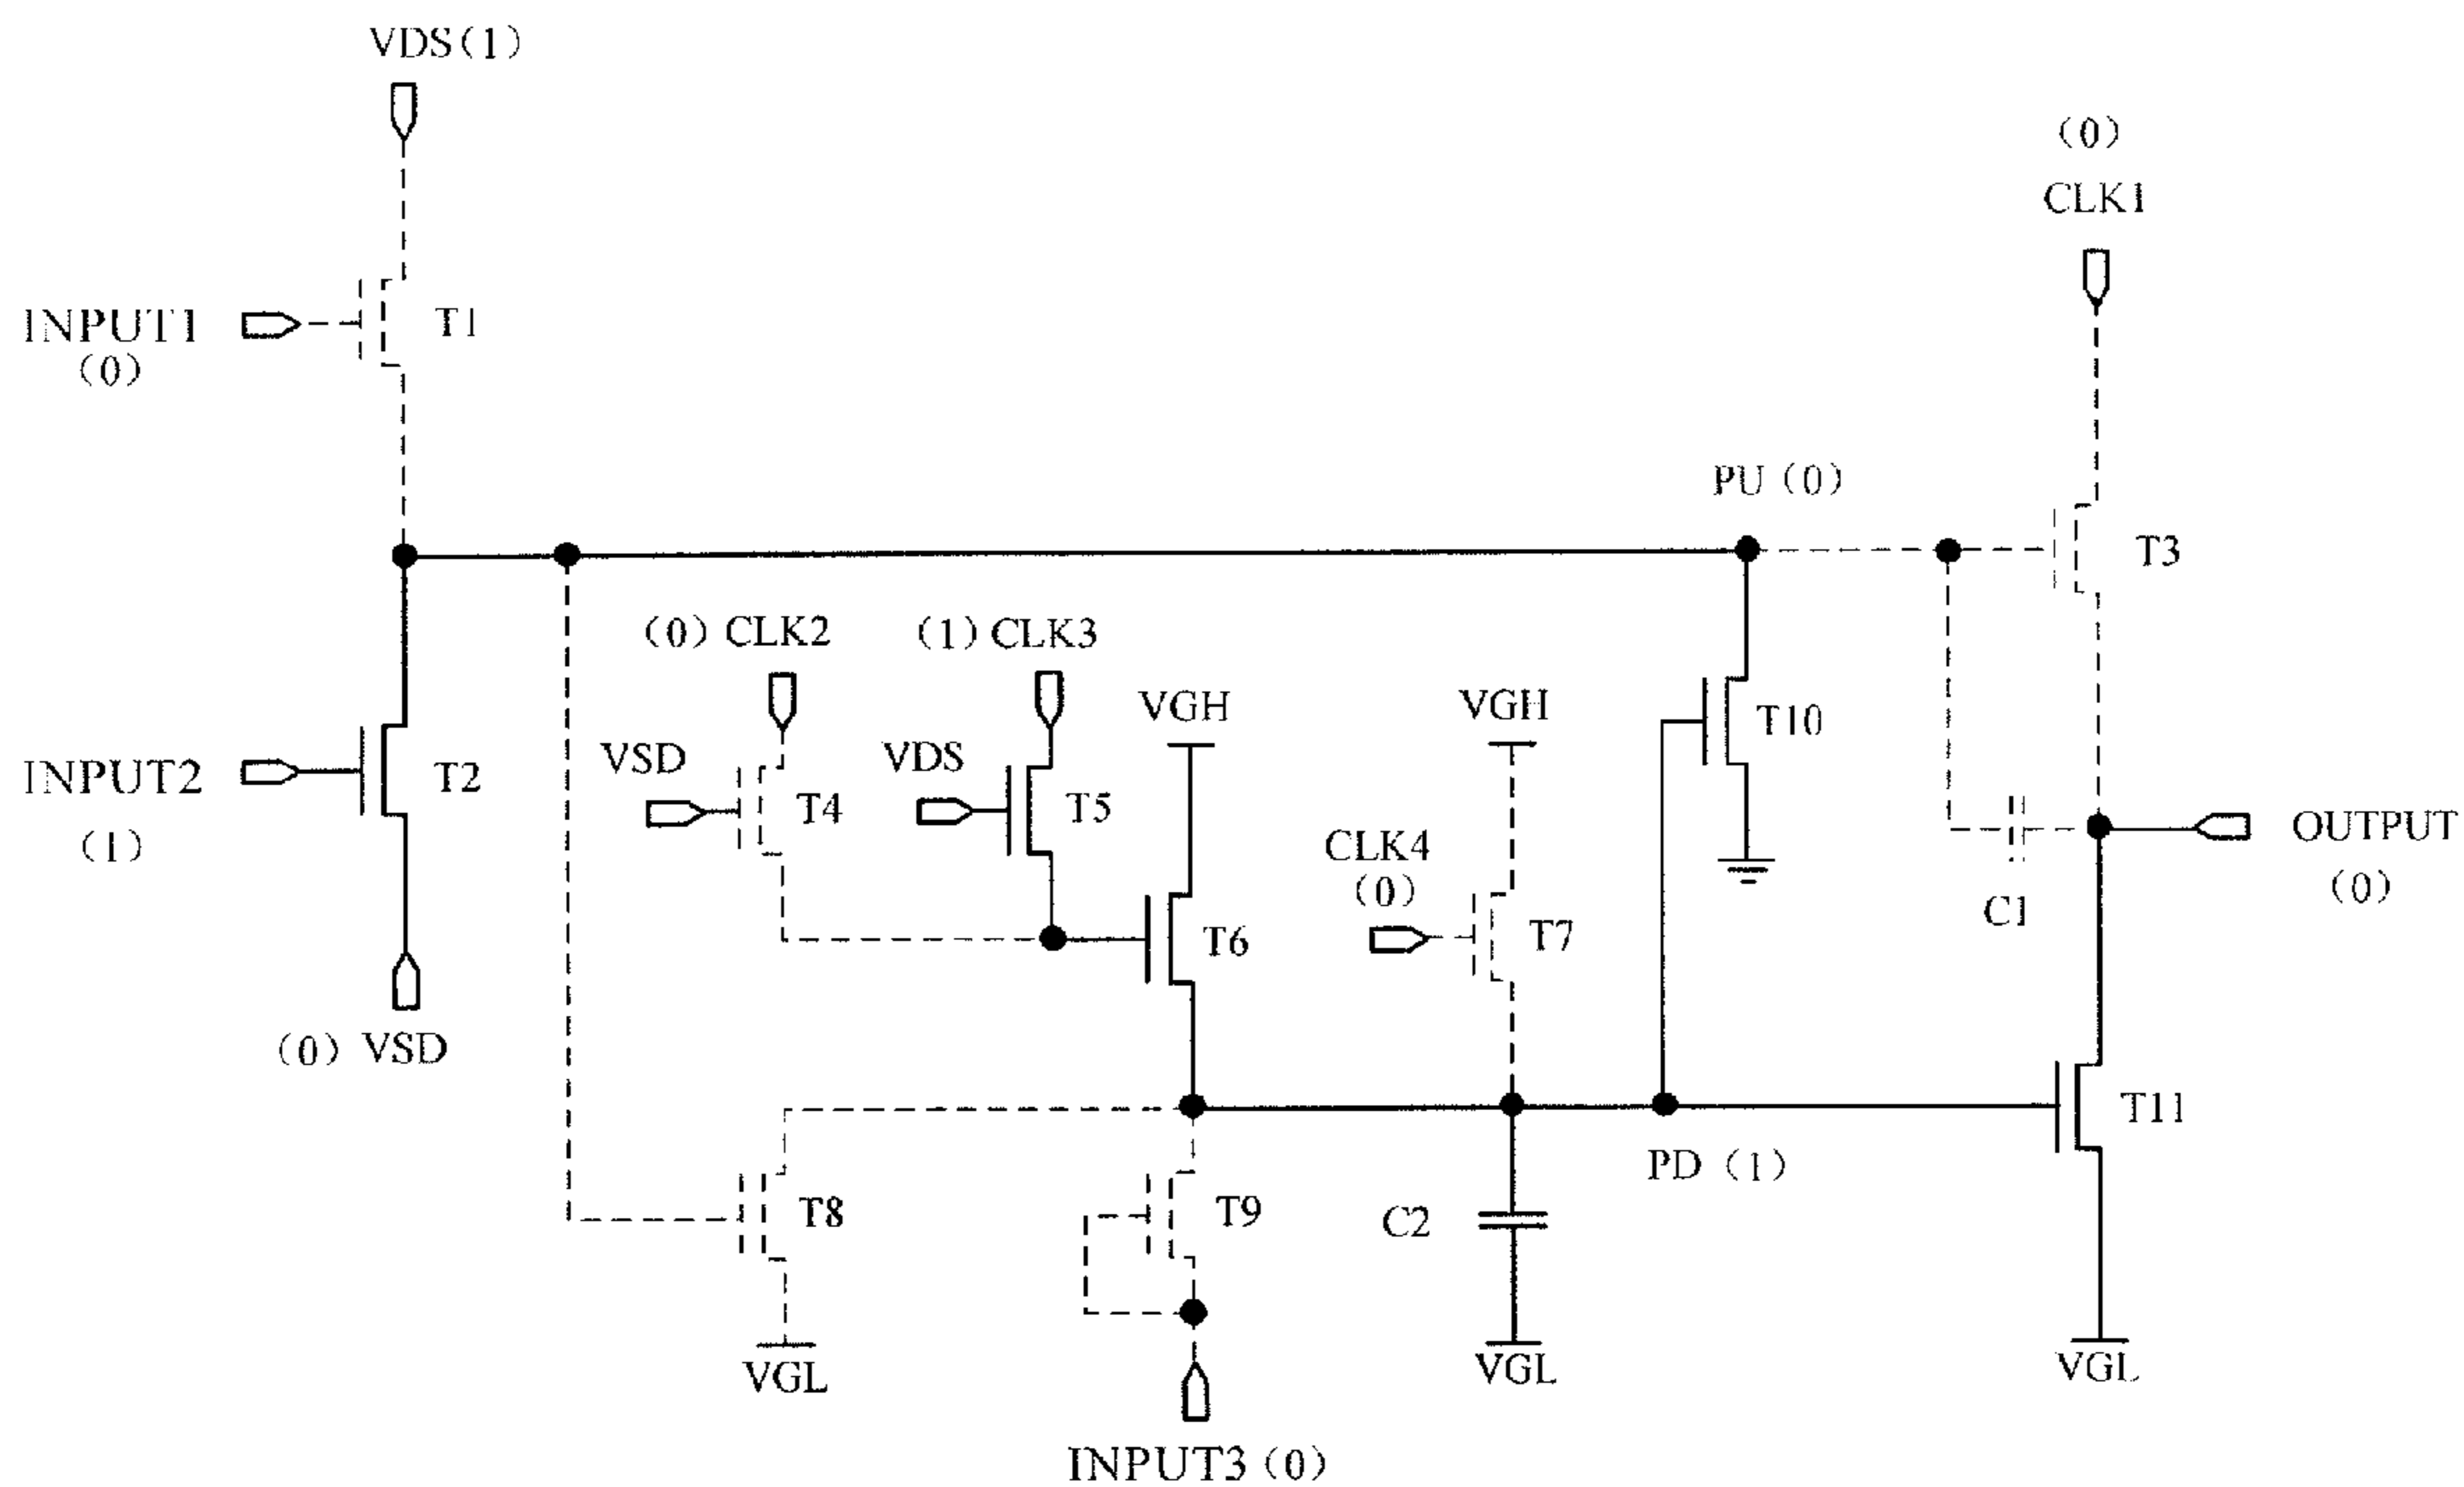 VDS(1)
(0)
CLK1
INPUT1
(0)
T1
PU(0)
T3
(0) CLK2
(1) CLK3
VGH
VGH
T10
VSD
VDS
INPUT2
(1)
T2
T4
T5
CLK4
(0)
OUTPUT
(0)
C1
T6
T7
(0) VSD
T11
PD (1)
T8
T9
C2
VGL
VGL
VGL
INPUT3(0)